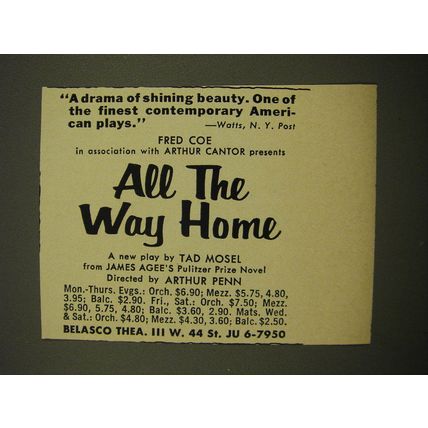 "A drama of shining beauty. One of
the finest contemporary Ameri-
can plays." —Watts, N. Y. Post
FRED COE
in association with ARTHUR CANTOR presents
All The
Way Home
A new play by TAD MOSEL
from JAMES AGEE'S Pulitzer Prize Novel
Directed by ARTHUR PENN
Mon.-Thurs. Evgs.: Orch. $6.90; Mezz. $5.75, 4.80,
3.95; Balc. $2.90. Fri., Sat.: Orch. $7.50; Mezz.
$6.90, 5.75, 4.80; Balc. $3.60, 2.90. Mats. Wed.
& Sat.: Orch. $4.80; Mezz. $4.30, 3.60; Balc. $2.50.
BELASCO THEA. 111 W. 44 St. JU 6-7950